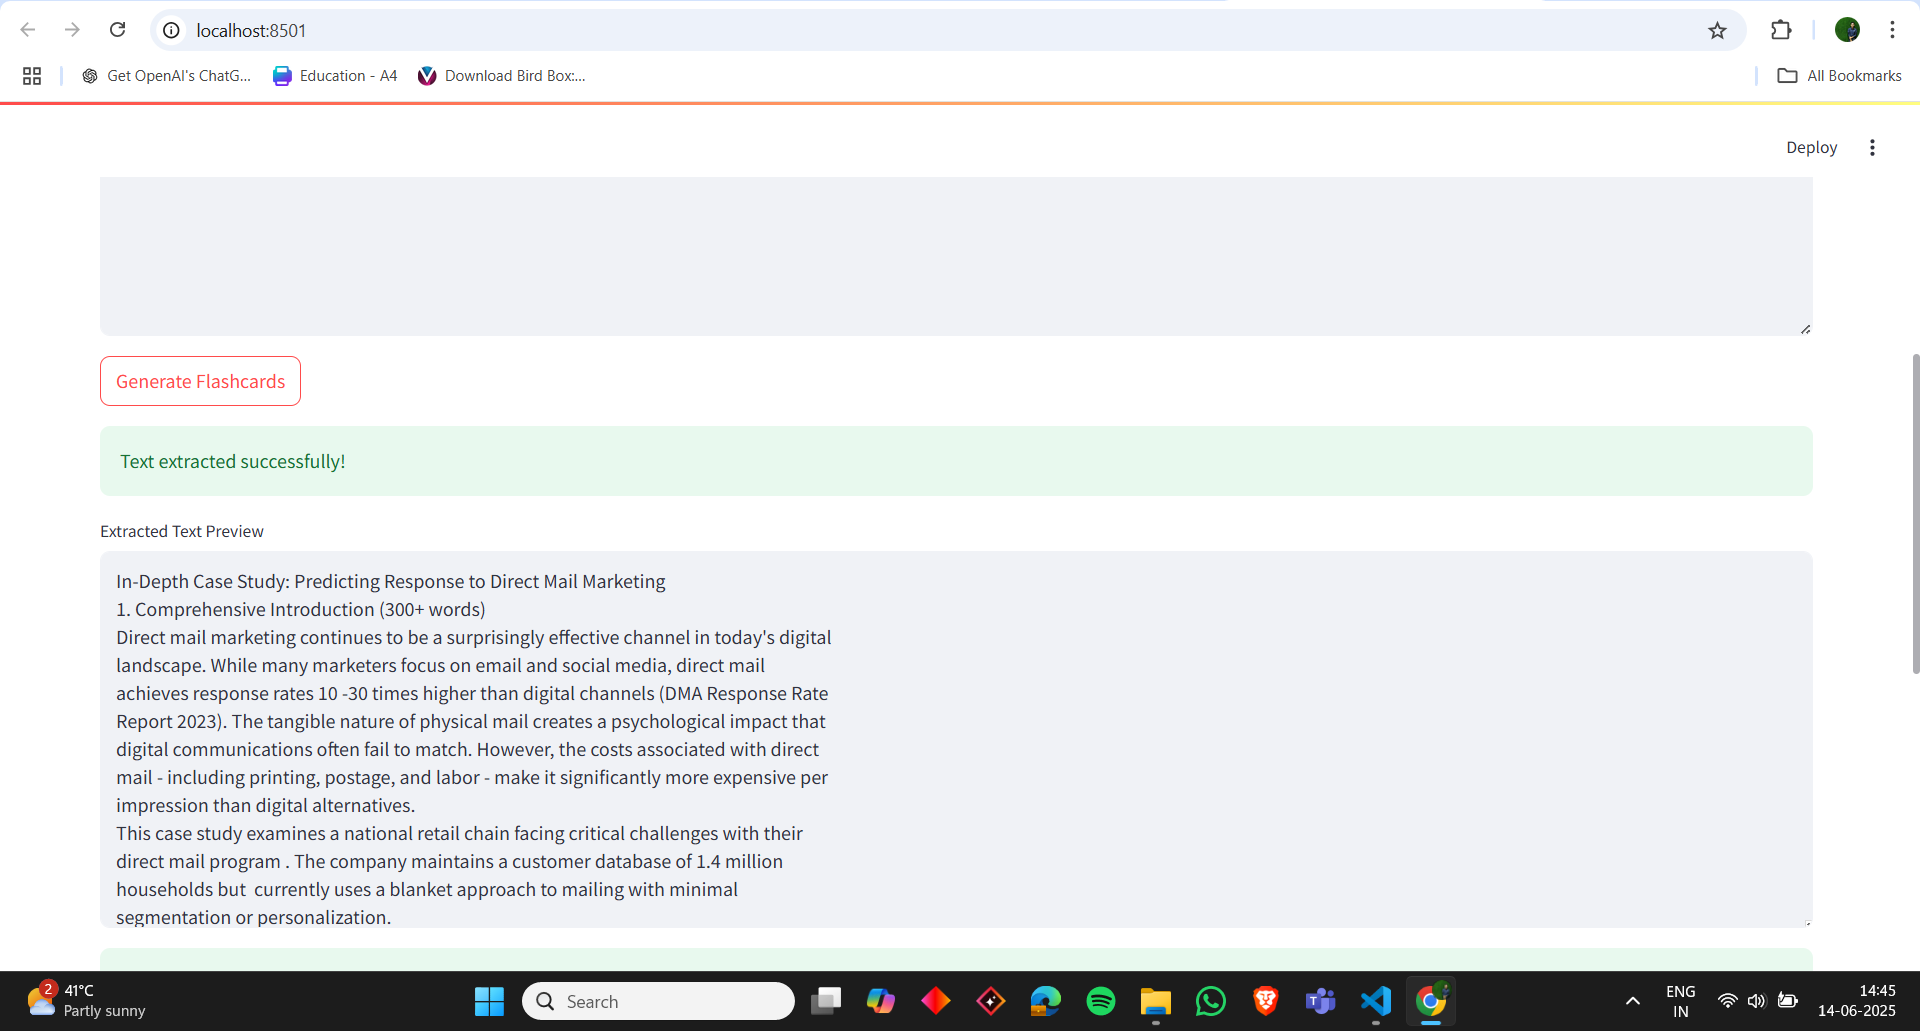 localhost:8501
Get OpenAI's ChatG...
Education - A4
Download Bird Box:...
All Bookmarks
Deploy
Generate Flashcards
Text extracted successfully!
Extracted Text Preview
In-Depth Case Study: Predicting Response to Direct Mail Marketing
1. Comprehensive Introduction (300+ words)
Direct mail marketing continues to be a surprisingly effective channel in today's digital
landscape. While many marketers focus on email and social media, direct mail
achieves response rates 10 -30 times higher than digital channels (DMA Response Rate
Report 2023). The tangible nature of physical mail creates a psychological impact that
digital communications often fail to match. However, the costs associated with direct
mail - including printing, postage, and labor - make it significantly more expensive per
impression than digital alternatives.
This case study examines a national retail chain facing critical challenges with their
direct mail program . The company maintains a customer database of 1.4 million
households but  currently uses a blanket approach to mailing with minimal
segmentation or personalization.
2
41°C
Partly sunny
Search
T
ENG
IN
14:45
14-06-2025